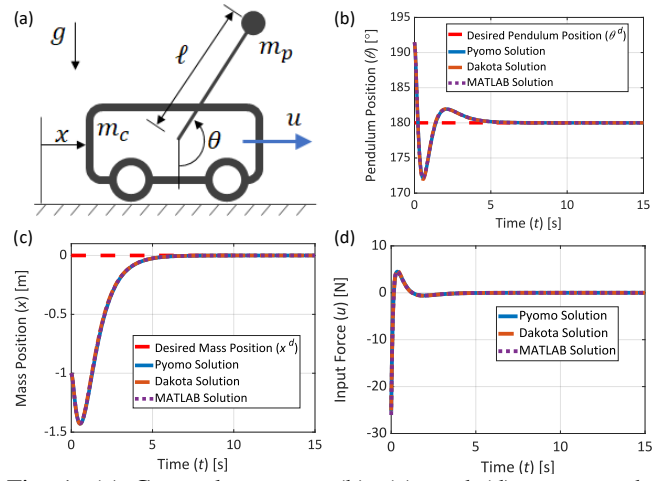 (a)
g
ℓ
m_p
m_c
x
θ
u
(b)
Pendulum Position (θ) [°]
195
190
185
180
175
170
Desired Pendulum Position (θ^d)
Pyomo Solution
Dakota Solution
MATLAB Solution
0 5 10 15
Time (t) [s]
(c)
Mass Position (x) [m]
0
-0.5
-1
-1.5
Desired Mass Position (x^d)
Pyomo Solution
Dakota Solution
MATLAB Solution
0 5 10 15
Time (t) [s]
(d)
Input Force (u) [N]
10
0
-10
-20
-30
Pyomo Solution
Dakota Solution
MATLAB Solution
0 5 10 15
Time (t) [s]